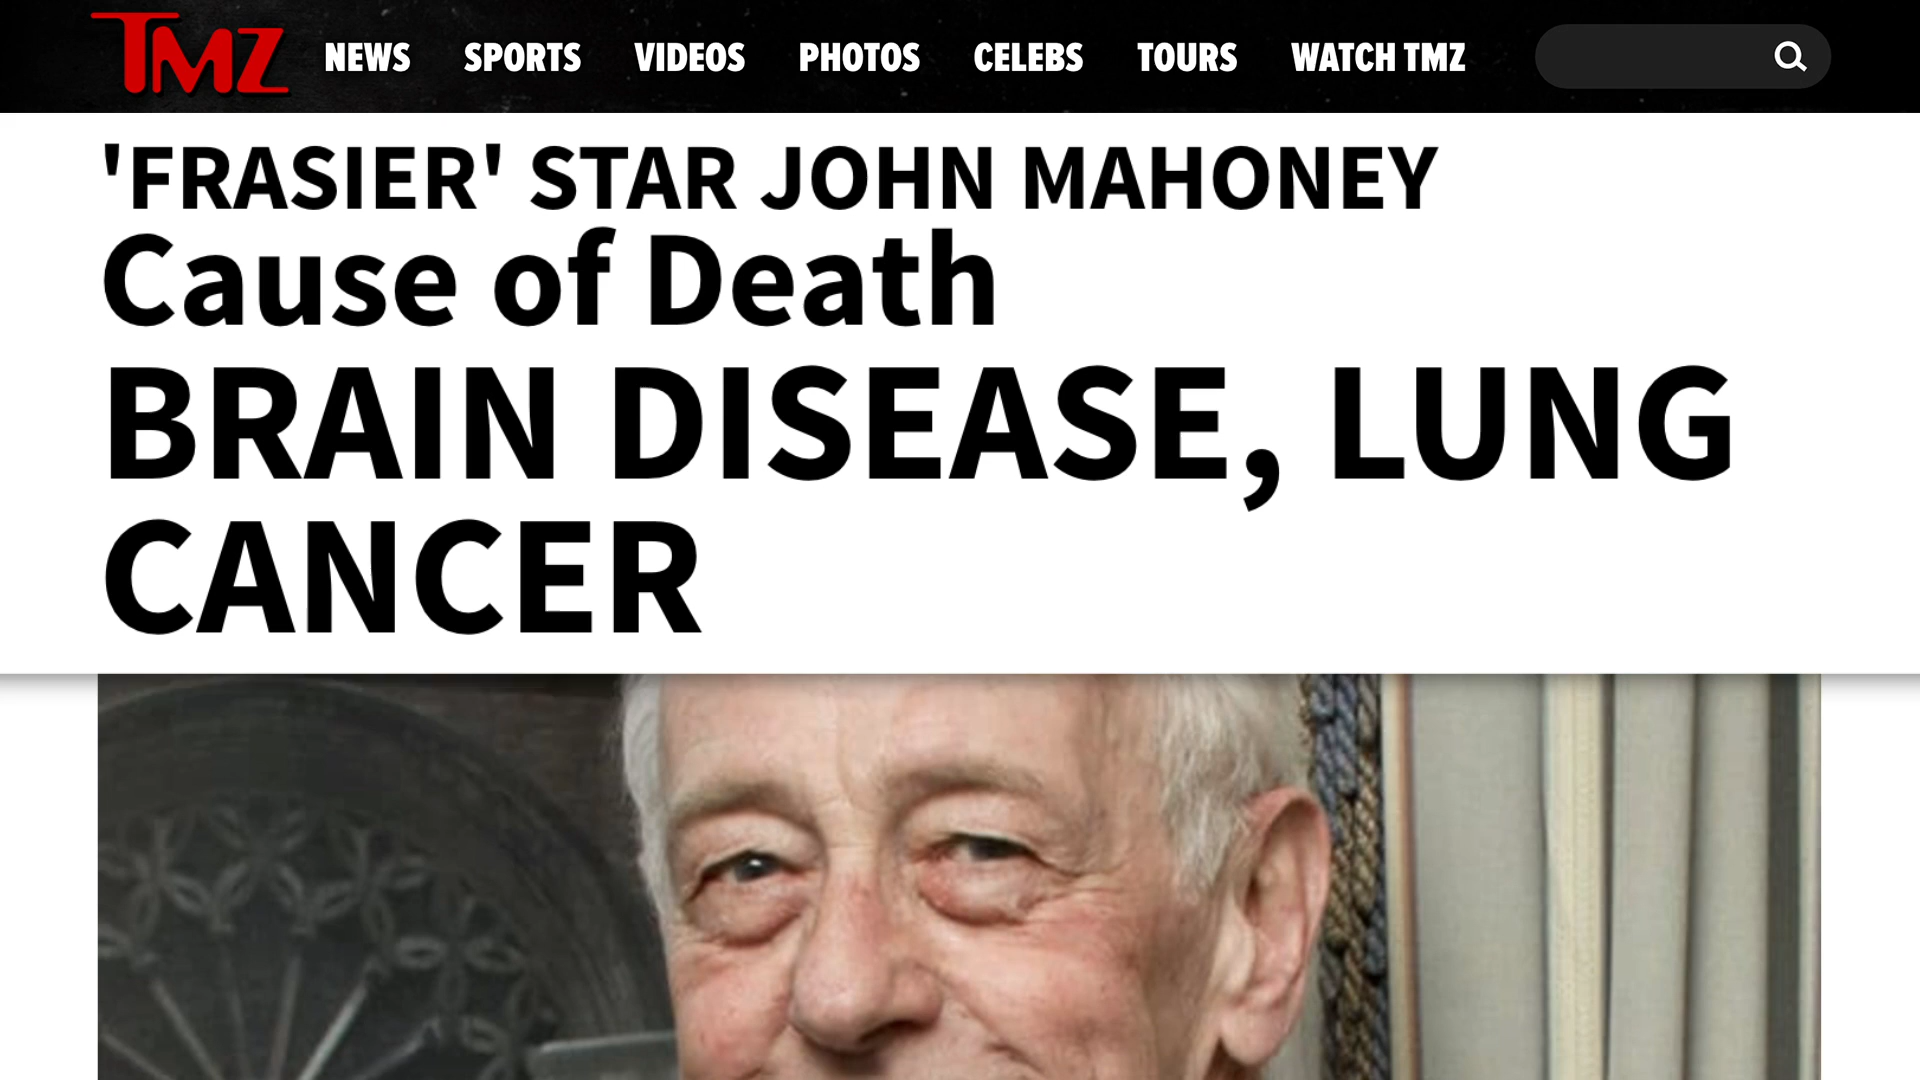 TMZ NEWS SPORTS VIDEOS PHOTOS CELEBS TOURS WATCH TMZ
'FRASIER' STAR JOHN MAHONEY
Cause of Death
BRAIN DISEASE, LUNG
CANCER